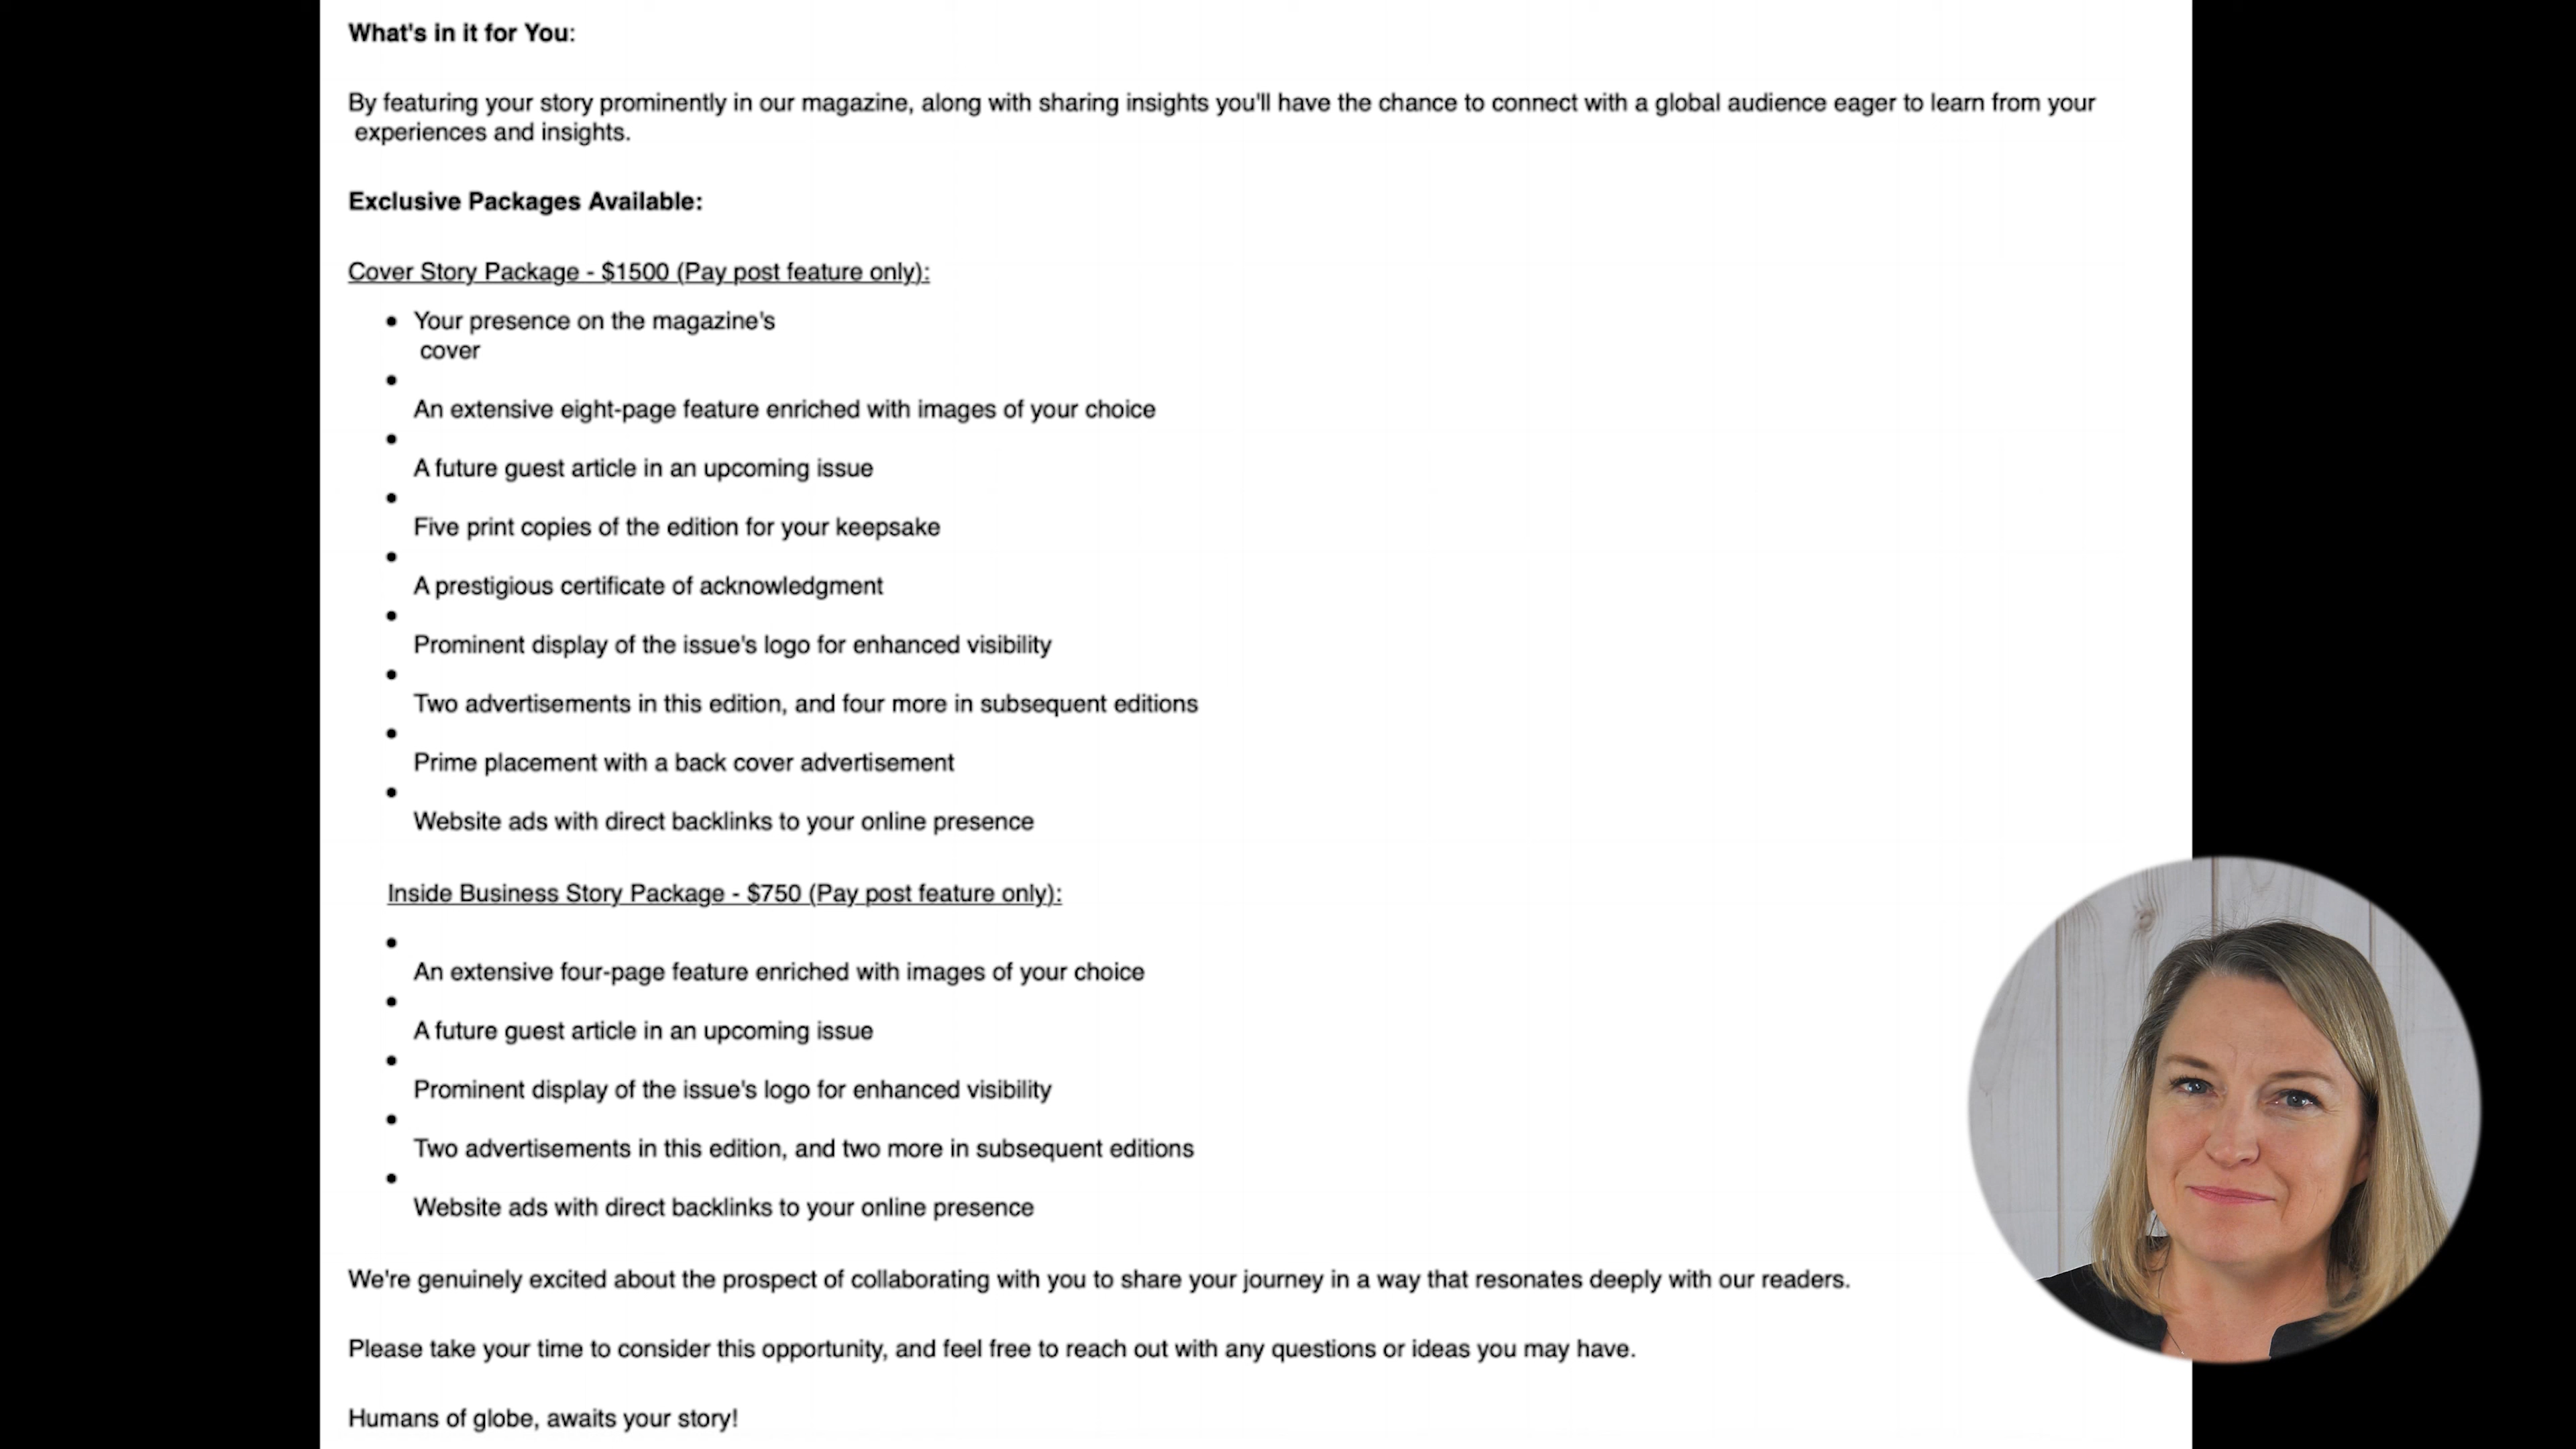 What's in it for You:
By featuring your story prominently in our magazine, along with sharing insights you'll have the chance to connect with a global audience eager to learn from your
experiences and insights.
Exclusive Packages Available:
Cover Story Package - $1500 (Pay post feature only):
• Your presence on the magazine's
cover
•
An extensive eight-page feature enriched with images of your choice
•
A future guest article in an upcoming issue
•
Five print copies of the edition for your keepsake
•
A prestigious certificate of acknowledgment
•
Prominent display of the issue's logo for enhanced visibility
•
Two advertisements in this edition, and four more in subsequent editions
•
Prime placement with a back cover advertisement
•
Website ads with direct backlinks to your online presence
Inside Business Story Package - $750 (Pay post feature only):
•
An extensive four-page feature enriched with images of your choice
•
A future guest article in an upcoming issue
•
Prominent display of the issue's logo for enhanced visibility
•
Two advertisements in this edition, and two more in subsequent editions
•
Website ads with direct backlinks to your online presence
We're genuinely excited about the prospect of collaborating with you to share your journey in a way that resonates deeply with our readers.
Please take your time to consider this opportunity, and feel free to reach out with any questions or ideas you may have.
Humans of globe, awaits your story!